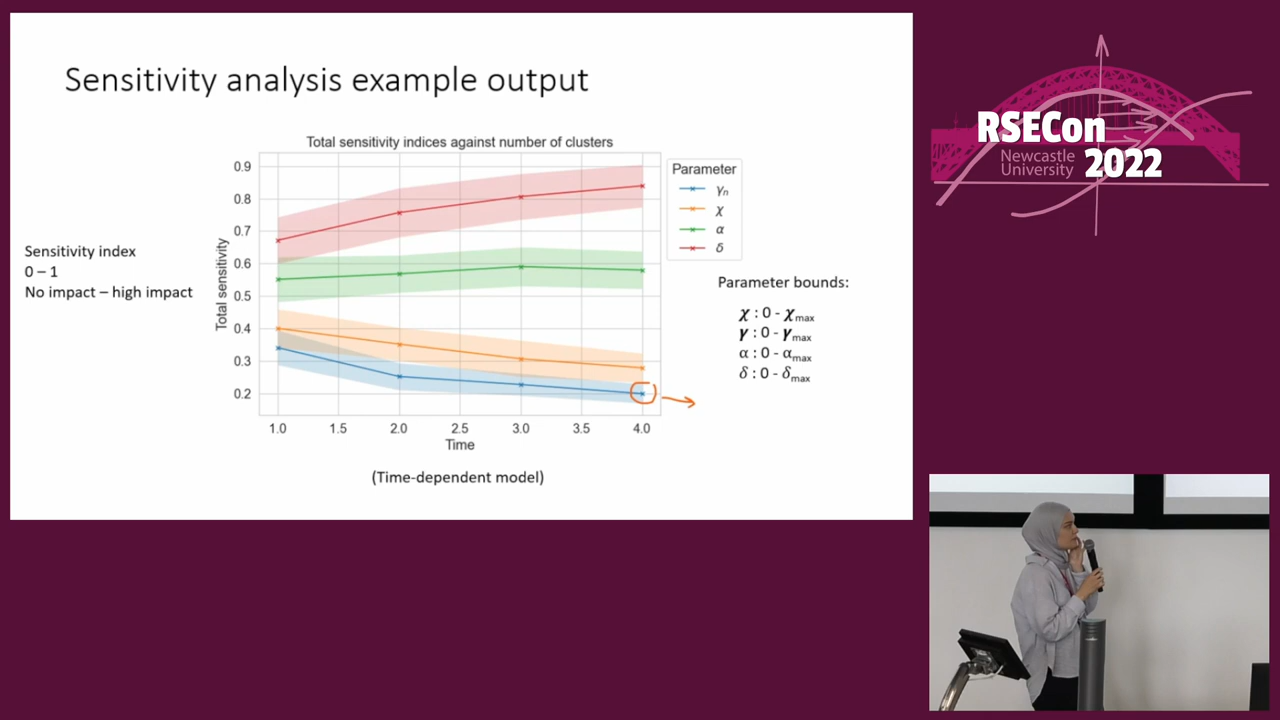 Sensitivity analysis example output
Total sensitivity indices against number of clusters
Sensitivity index
0 – 1
No impact – high impact
Total sensitivity
0.9
0.8
0.7
0.6
0.5
0.4
0.3
0.2
1.0 1.5 2.0 2.5 3.0 3.5 4.0
Time
(Time-dependent model)
Parameter
γn
χ
α
δ
Parameter bounds:
χ : 0 - χmax
γ : 0 - γmax
α : 0 - αmax
δ : 0 - δmax
RSECon
Newcastle
University 2022